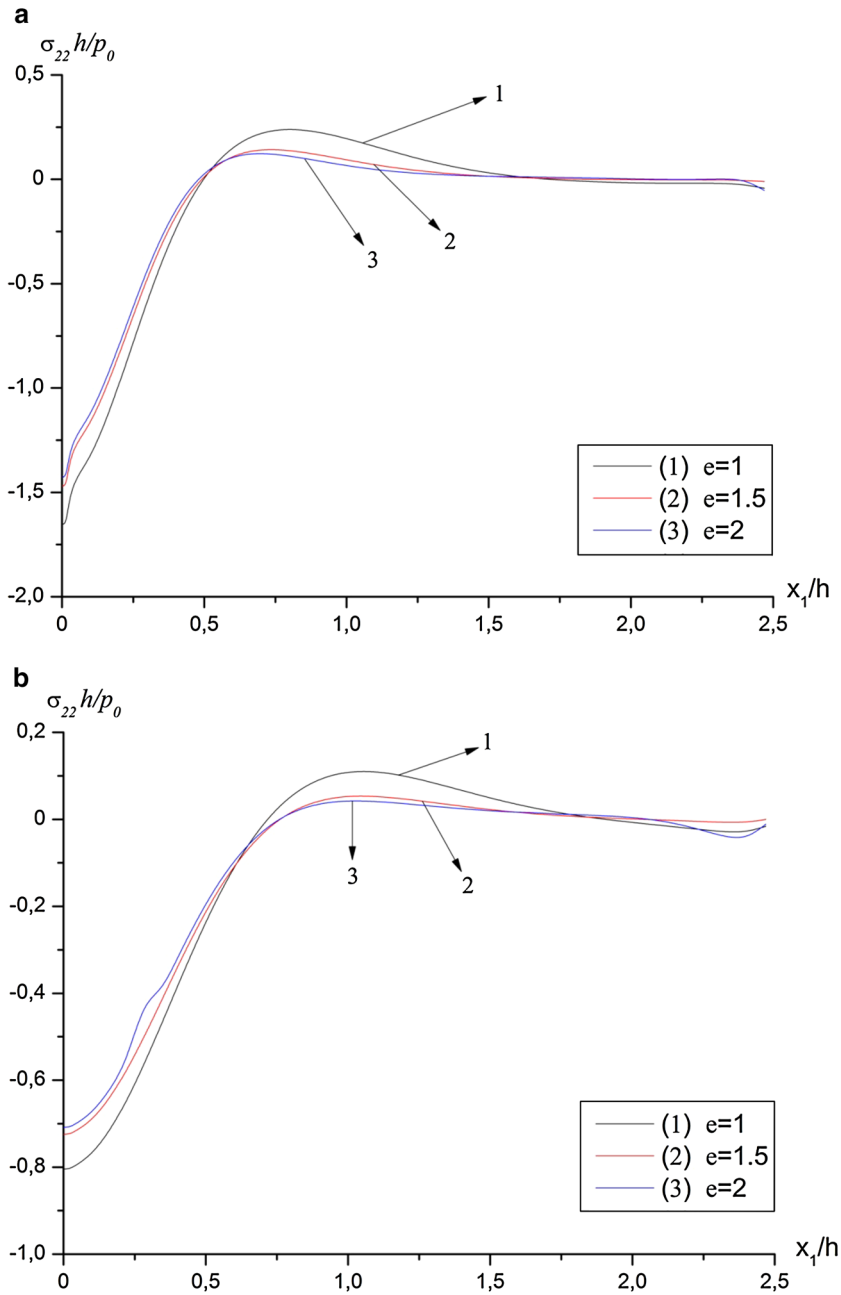 a
σ22 h/p0
0,5
1
0
2
3
-0,5
-1,0
(1) e=1
-1,5
(2) e=1.5
(3) e=2
-2,0
x1/h
0 0,5 1,0 1,5 2,0 2,5
b
σ22 h/p0
0,2
1
0
3
2
-0,2
-0,4
-0,6
(1) e=1
(2) e=1.5
-0,8
(3) e=2
-1,0
x1/h
0 0,5 1,0 1,5 2,0 2,5